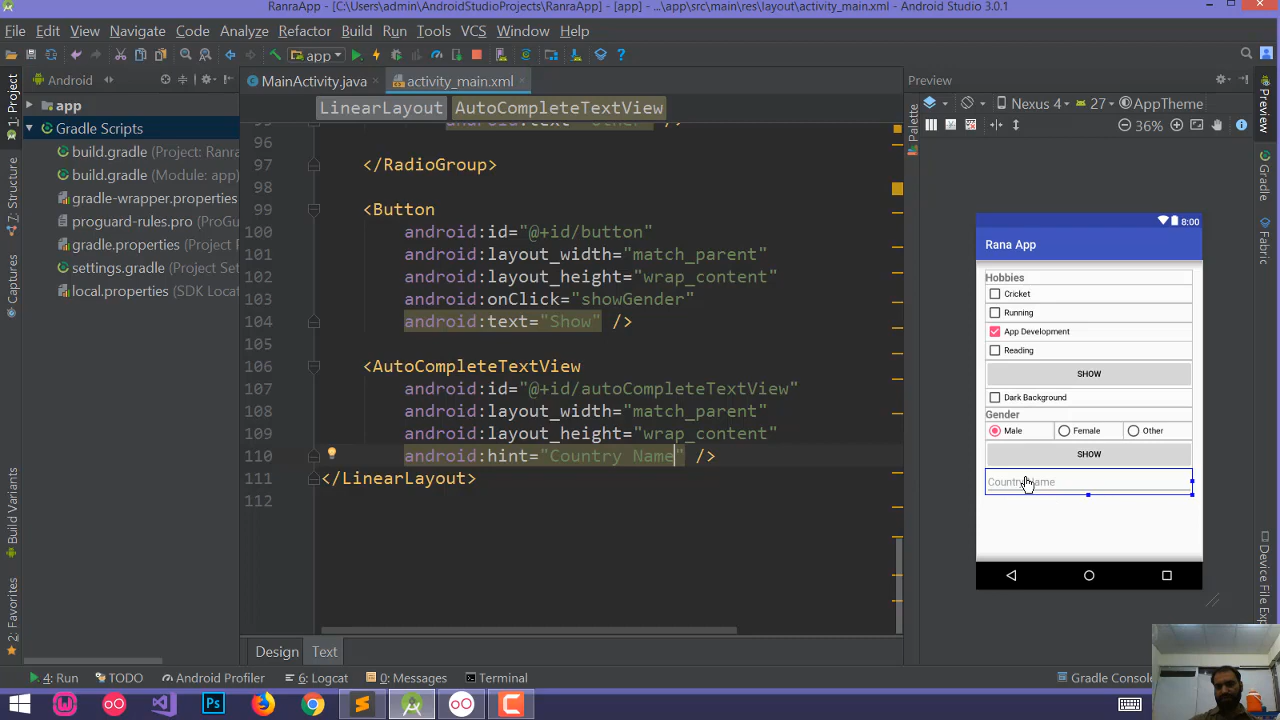 RanraApp - [C:\Users\admin\AndroidStudioProjects\RanraApp] - [app] - ...\app\src\main\res\layout\activity_main.xml - Android Studio 3.0.1
File Edit View Navigate Code Analyze Refactor Build Run Tools VCS Window Help
app
Android
MainActivity.java
activity_main.xml
Preview
LinearLayout
AutoCompleteTextView
Nexus 4
27
AppTheme
36%
1: Project
Z: Structure
Captures
Build Variants
2: Favorites
app
Gradle Scripts
build.gradle (Project: Ranra
build.gradle (Module: app)
gradle-wrapper.properties
proguard-rules.pro (ProGu
gradle.properties (Project Set
settings.gradle (Project Setti
local.properties (SDK Locat
96
97 </RadioGroup>
98
99 <Button
100 android:id="@+id/button"
101 android:layout_width="match_parent"
102 android:layout_height="wrap_content"
103 android:onClick="showGender"
104 android:text="Show" />
105
106 <AutoCompleteTextView
107 android:id="@+id/autoCompleteTextView"
108 android:layout_width="match_parent"
109 android:layout_height="wrap_content"
110 android:hint="Country Name" />
111 </LinearLayout>
112
Design
Text
Palette
8:00
Rana App
Hobbies
Cricket
Running
App Development
Reading
SHOW
Dark Background
Gender
Male Female Other
SHOW
Preview
Gradle
Fabric
Device File Exp
4: Run
TODO
Android Profiler
6: Logcat
0: Messages
Terminal
Gradle Console
Ps